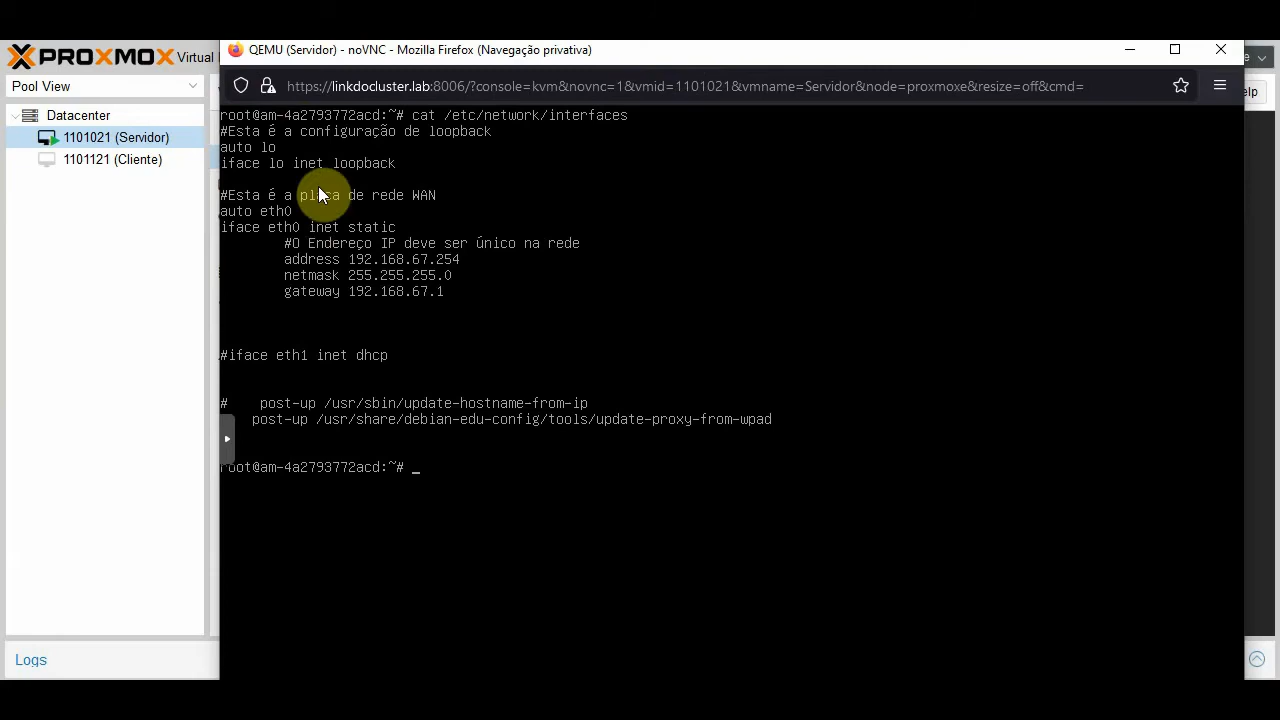 PROXMOX Virtual
QEMU (Servidor) - noVNC - Mozilla Firefox (Navegação privativa)
Pool View
https://linkdocluster.lab:8006/?console=kvm&novnc=1&vmid=1101021&vmname=Servidor&node=proxmoxe&resize=off&cmd=
elp
Datacenter
1101021 (Servidor)
1101121 (Cliente)
root@am-4a2793772acd:~# cat /etc/network/interfaces
#Esta é a configuração de loopback
auto lo
iface lo inet loopback
#Esta é a placa de rede WAN
auto eth0
iface eth0 inet static
#O Endereço IP deve ser único na rede
address 192.168.67.254
netmask 255.255.255.0
gateway 192.168.67.1
#iface eth1 inet dhcp
# post-up /usr/sbin/update-hostname-from-ip
post-up /usr/share/debian-edu-config/tools/update-proxy-from-wpad
root@am-4a2793772acd:~# _
Logs